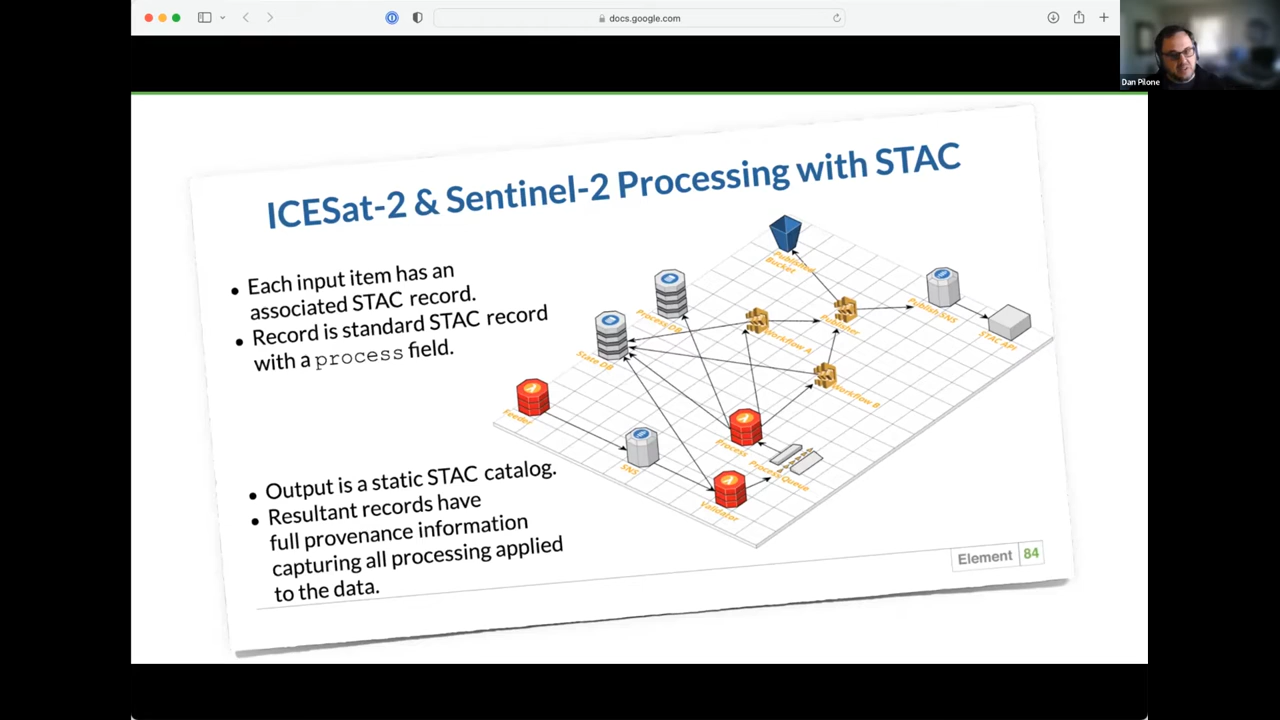 docs.google.com
Dan Pilone
ICESat-2 & Sentinel-2 Processing with STAC
• Each input item has an
associated STAC record.
• Record is standard STAC record
with a process field.
• Output is a static STAC catalog.
• Resultant records have
full provenance information
capturing all processing applied
to the data.
Bucket
Process DB
State DB
Workflow A
Publisher
Publish SNS
STAC API
Workflow B
Feeder
SNS
Process
Process Queue
Validator
Element 84